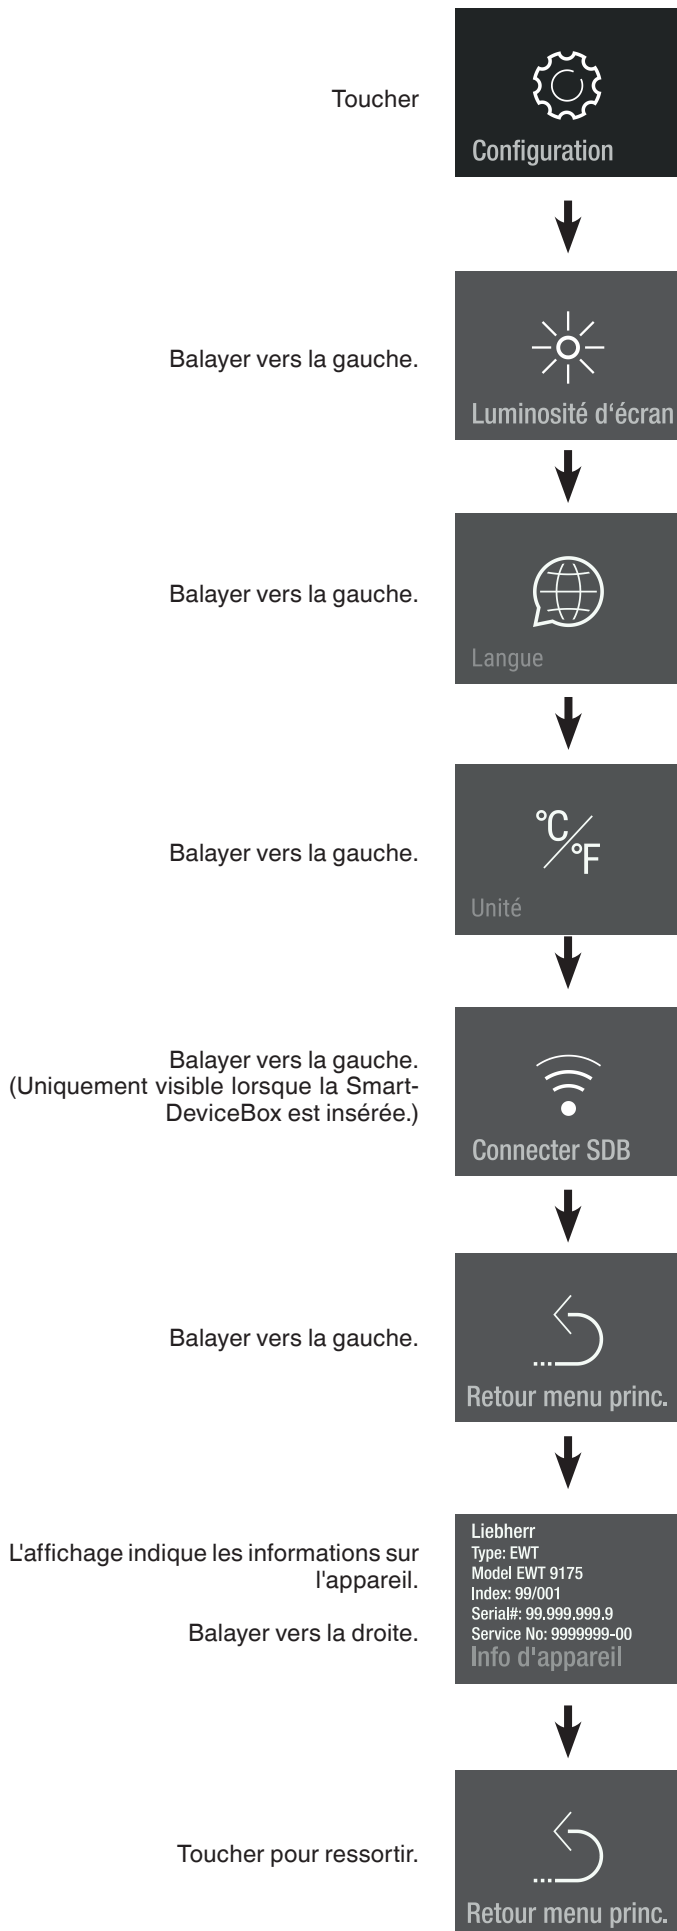 Toucher
Configuration
Balayer vers la gauche.
Luminosité d‘écran
Balayer vers la gauche.
Langue
Balayer vers la gauche.
°C/°F
Unité
Balayer vers la gauche.
(Uniquement visible lorsque la Smart-
DeviceBox est insérée.)
Connecter SDB
Balayer vers la gauche.
Retour menu princ.
L'affichage indique les informations sur
l'appareil.
Balayer vers la droite.
Liebherr
Type: EWT
Model EWT 9175
Index: 99/001
Serial#: 99.999.999.9
Service No: 9999999-00
Info d'appareil
Toucher pour ressortir.
Retour menu princ.